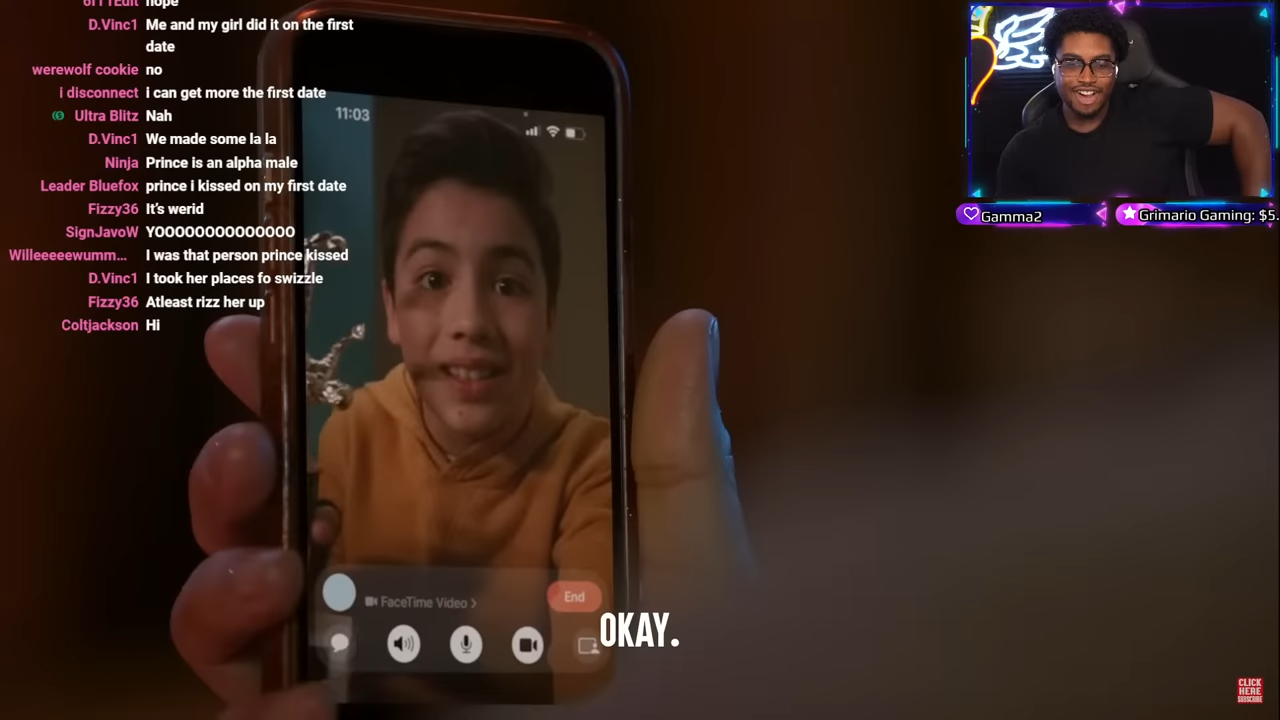 6f11Edit nope
D.Vinc1 Me and my girl did it on the first
date
werewolf cookie no
i disconnect i can get more the first date
Ultra Blitz Nah
D.Vinc1 We made some la la
Ninja Prince is an alpha male
Leader Bluefox prince i kissed on my first date
Fizzy36 It's werid
SignJavoW YOOOOOOOOOOOOOO
Willeeeeewumm... I was that person prince kissed
D.Vinc1 I took her places fo swizzle
Fizzy36 Atleast rizz her up
Coltjackson Hi
11:03
FaceTime Video >
End
OKAY.
Gamma2
Grimario Gaming: $5.
CLICK
HERE
SUBSCRIBE